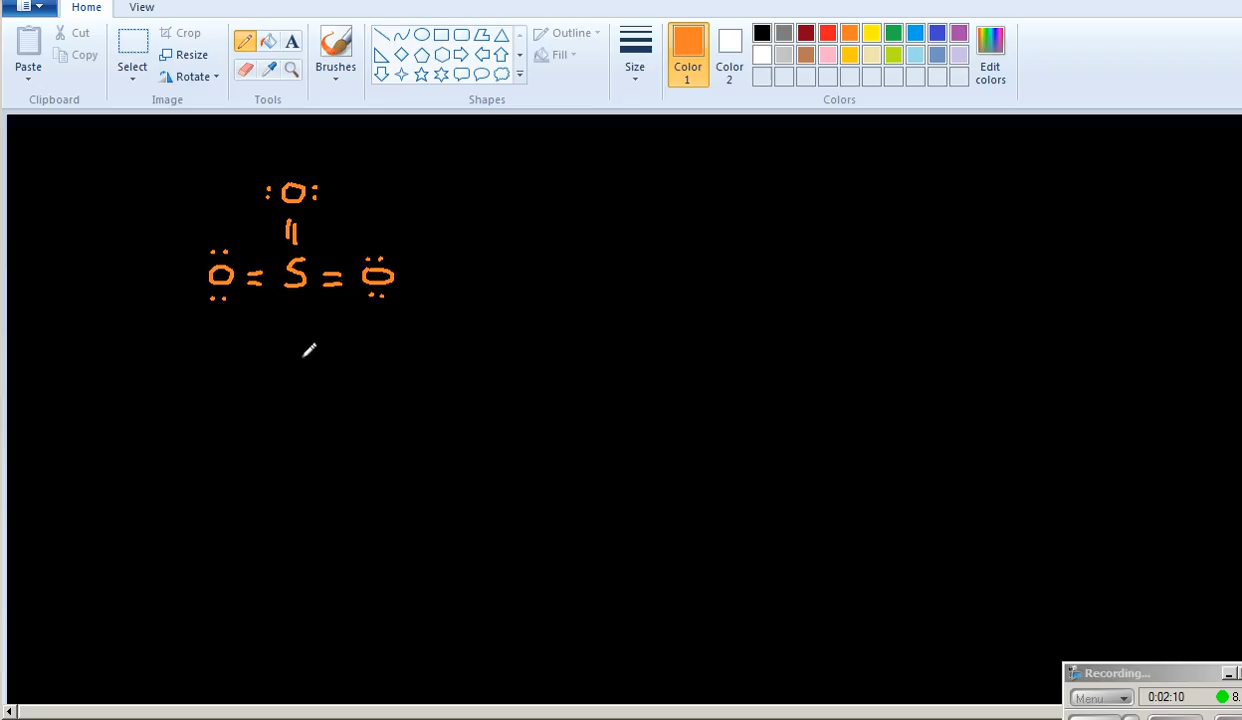 Home View
Paste
Cut
Copy
Clipboard
Select
Crop
Resize
Rotate
Image
A
Tools
Brushes
Shapes
Outline
Fill
Size
Color 1
Color 2
Edit colors
Colors
:O:
O = S = O
Recording...
Menu 0:02:10 8.